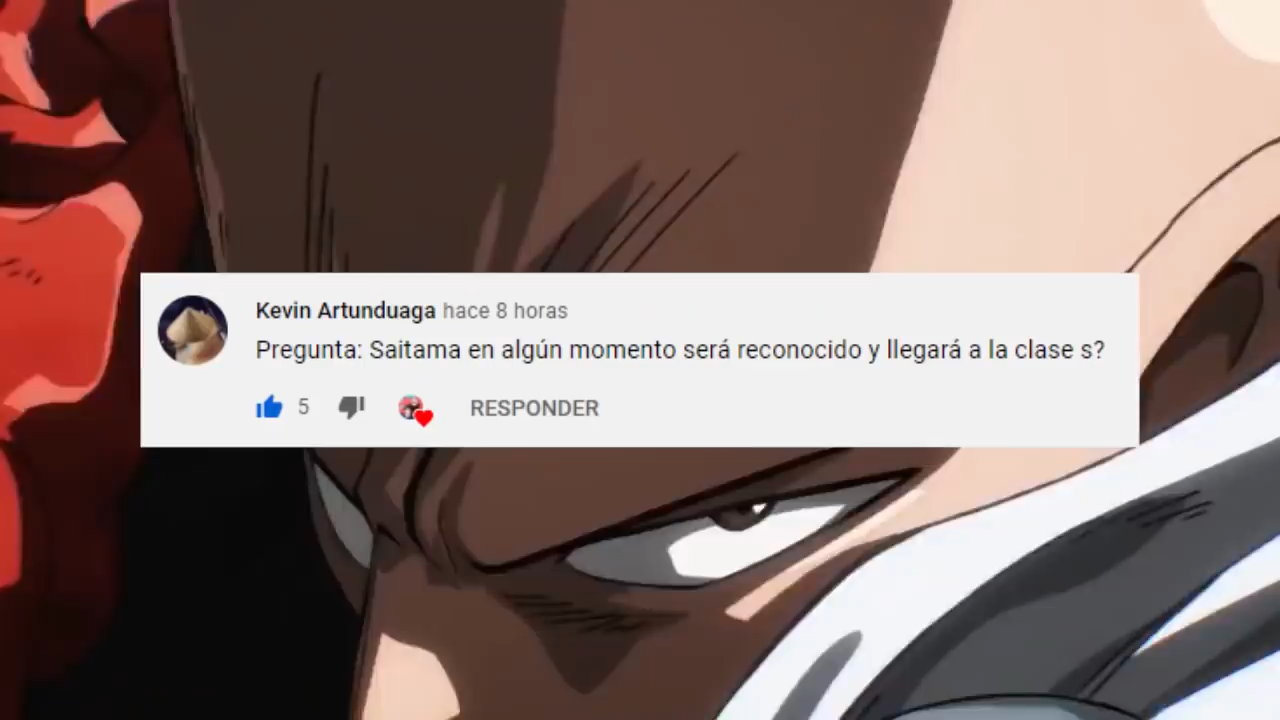 Kevin Artunduaga hace 8 horas
Pregunta: Saitama en algún momento será reconocido y llegará a la clase s?
5 RESPONDER